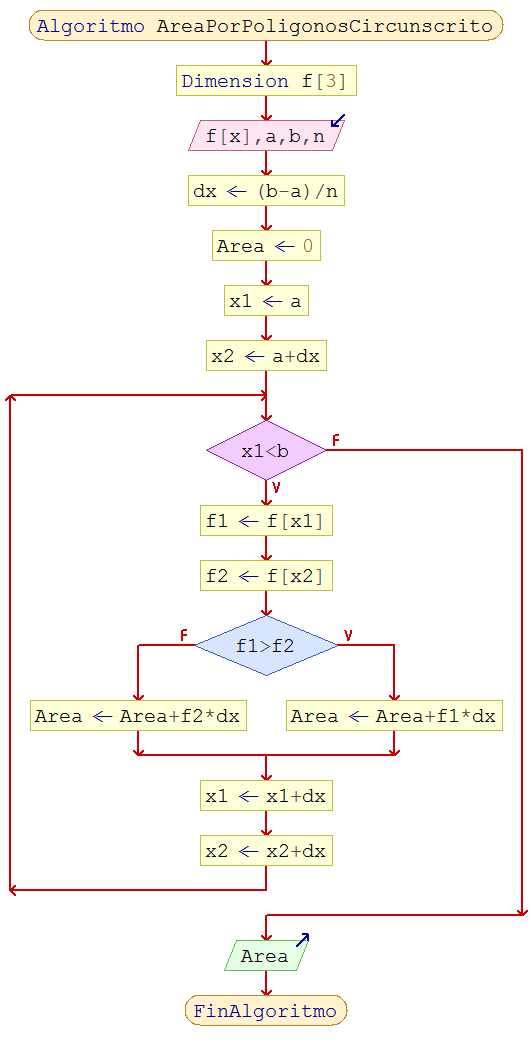 Algoritmo AreaPorPoligonosCircunscrito
Dimension f[3]
f[x],a,b,n
dx ← (b-a)/n
Area ← 0
x1 ← a
x2 ← a+dx
x1<b
F
V
f1 ← f[x1]
f2 ← f[x2]
f1>f2
F
V
Area ← Area+f2*dx
Area ← Area+f1*dx
x1 ← x1+dx
x2 ← x2+dx
Area
FinAlgoritmo